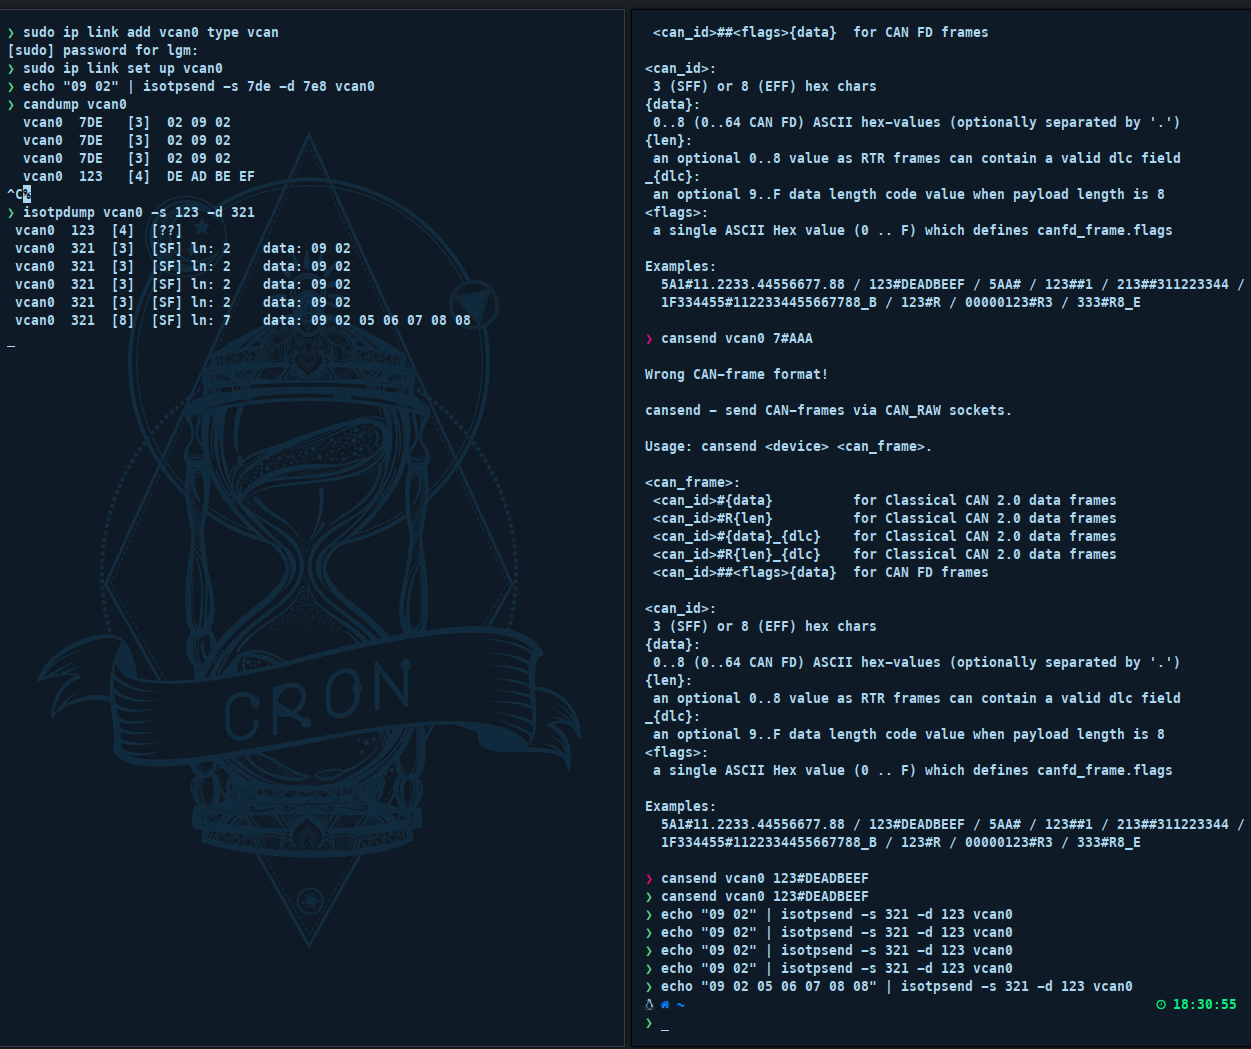 ❯ sudo ip link add vcan0 type vcan
[sudo] password for lgm:
❯ sudo ip link set up vcan0
❯ echo "09 02" | isotpsend -s 7de -d 7e8 vcan0
❯ candump vcan0
  vcan0  7DE   [3]  02 09 02
  vcan0  7DE   [3]  02 09 02
  vcan0  7DE   [3]  02 09 02
  vcan0  123   [4]  DE AD BE EF
^C%
❯ isotpdump vcan0 -s 123 -d 321
 vcan0  123  [4]  [??]
 vcan0  321  [3]  [SF] ln: 2    data: 09 02
 vcan0  321  [3]  [SF] ln: 2    data: 09 02
 vcan0  321  [3]  [SF] ln: 2    data: 09 02
 vcan0  321  [3]  [SF] ln: 2    data: 09 02
 vcan0  321  [8]  [SF] ln: 7    data: 09 02 05 06 07 08 08
_
CRON
 <can_id>##<flags>{data}  for CAN FD frames
<can_id>:
 3 (SFF) or 8 (EFF) hex chars
{data}:
 0..8 (0..64 CAN FD) ASCII hex-values (optionally separated by '.')
{len}:
 an optional 0..8 value as RTR frames can contain a valid dlc field
_{dlc}:
 an optional 9..F data length code value when payload length is 8
<flags>:
 a single ASCII Hex value (0 .. F) which defines canfd_frame.flags
Examples:
  5A1#11.2233.44556677.88 / 123#DEADBEEF / 5AA# / 123##1 / 213##311223344 /
  1F334455#1122334455667788_B / 123#R / 00000123#R3 / 333#R8_E
❯ cansend vcan0 7#AAA
Wrong CAN-frame format!
cansend - send CAN-frames via CAN_RAW sockets.
Usage: cansend <device> <can_frame>.
<can_frame>:
 <can_id>#{data}          for Classical CAN 2.0 data frames
 <can_id>#R{len}          for Classical CAN 2.0 data frames
 <can_id>#{data}_{dlc}    for Classical CAN 2.0 data frames
 <can_id>#R{len}_{dlc}    for Classical CAN 2.0 data frames
 <can_id>##<flags>{data}  for CAN FD frames
<can_id>:
 3 (SFF) or 8 (EFF) hex chars
{data}:
 0..8 (0..64 CAN FD) ASCII hex-values (optionally separated by '.')
{len}:
 an optional 0..8 value as RTR frames can contain a valid dlc field
_{dlc}:
 an optional 9..F data length code value when payload length is 8
<flags>:
 a single ASCII Hex value (0 .. F) which defines canfd_frame.flags
Examples:
  5A1#11.2233.44556677.88 / 123#DEADBEEF / 5AA# / 123##1 / 213##311223344 /
  1F334455#1122334455667788_B / 123#R / 00000123#R3 / 333#R8_E
❯ cansend vcan0 123#DEADBEEF
❯ cansend vcan0 123#DEADBEEF
❯ echo "09 02" | isotpsend -s 321 -d 123 vcan0
❯ echo "09 02" | isotpsend -s 321 -d 123 vcan0
❯ echo "09 02" | isotpsend -s 321 -d 123 vcan0
❯ echo "09 02" | isotpsend -s 321 -d 123 vcan0
❯ echo "09 02 05 06 07 08 08" | isotpsend -s 321 -d 123 vcan0
~ 18:30:55
❯ _